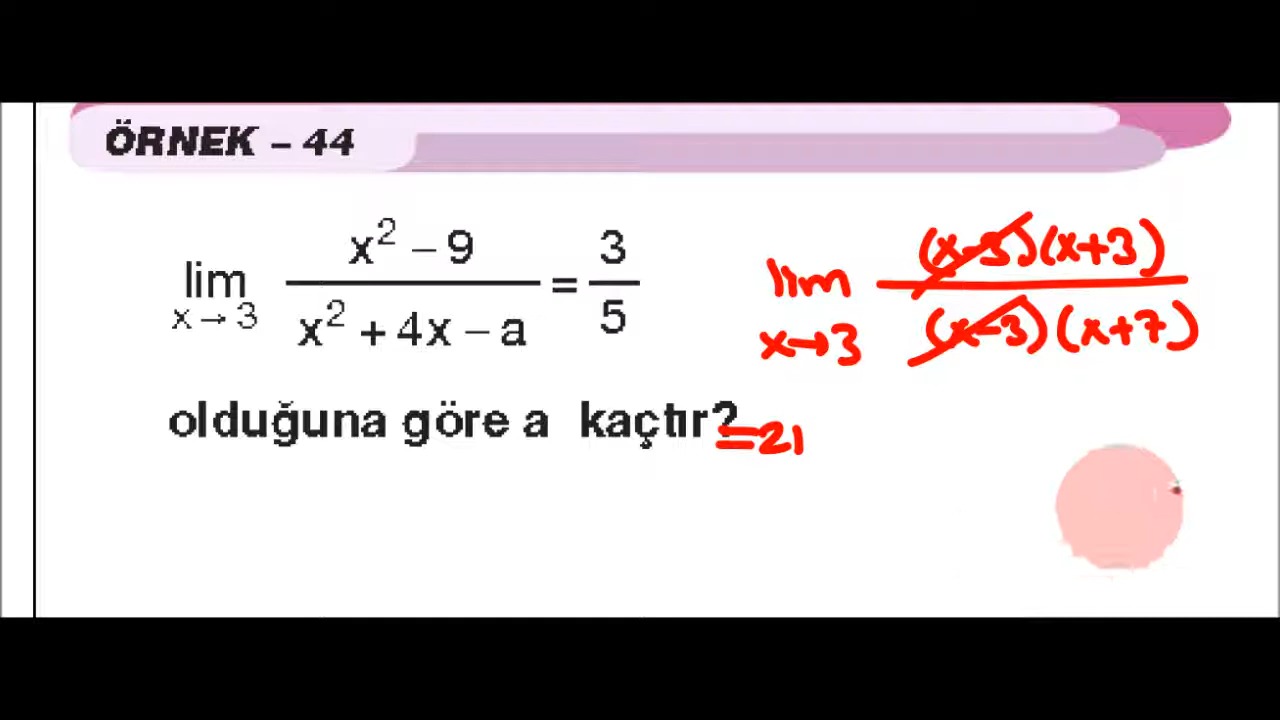 ÖRNEK – 44
lim x→3 (x² – 9)/(x² + 4x – a) = 3/5
lim x→3 (x-3)(x+3)/(x-3)(x+7)
olduğuna göre a kaçtır? =21